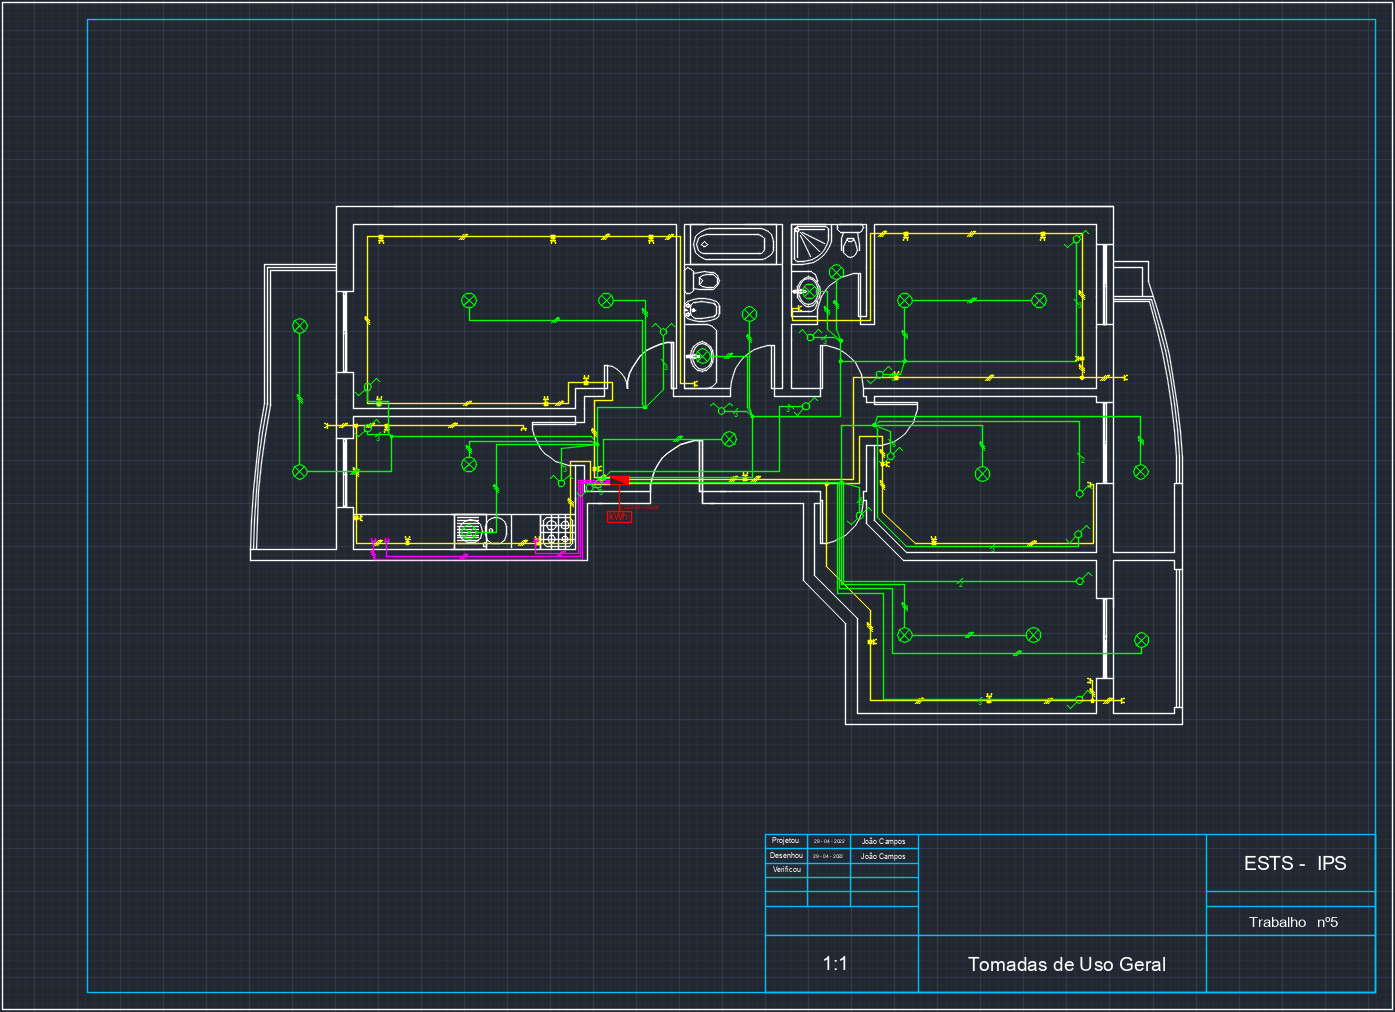 kWh
Projetou 29-04-2022 João Campos
Desenhou 29-04-2022 João Campos
Verificou
ESTS - IPS
Trabalho nº5
1:1
Tomadas de Uso Geral